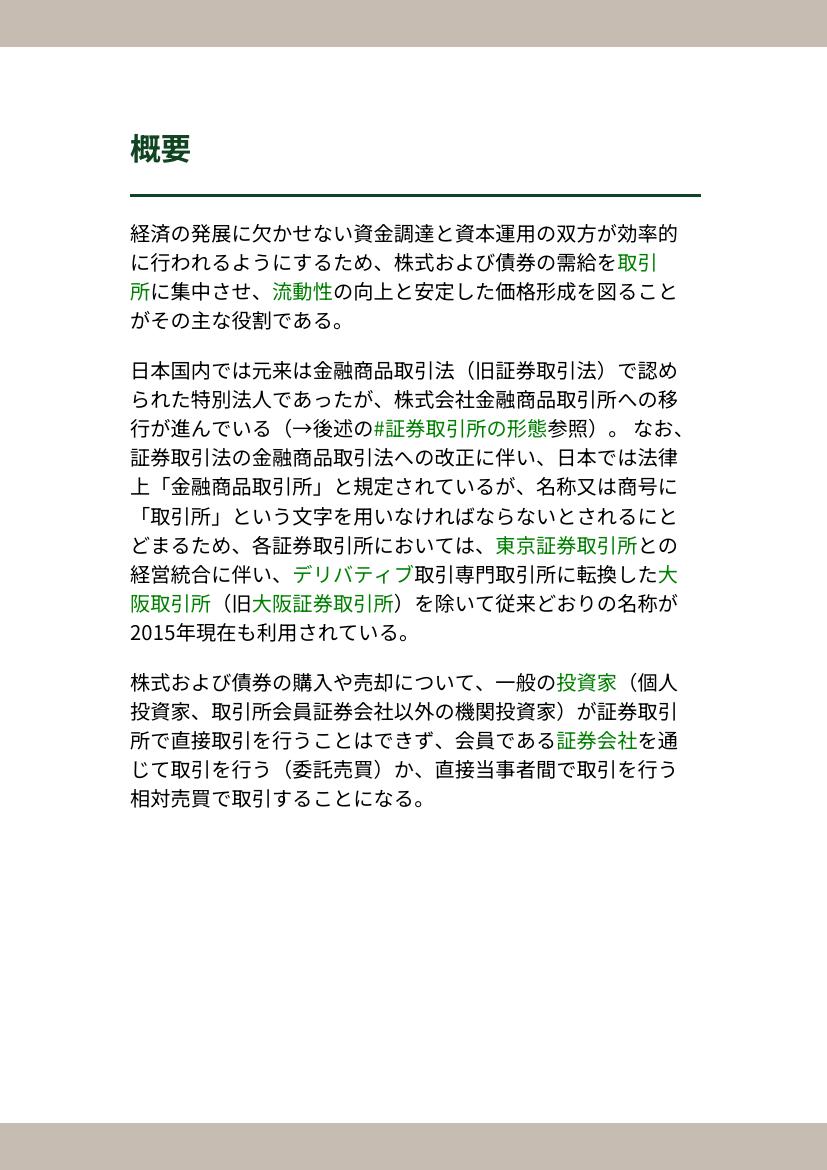 概要
経済の発展に欠かせない資金調達と資本運用の双方が効率的
に行われるようにするため、株式および債券の需給を取引
所に集中させ、流動性の向上と安定した価格形成を図ること
がその主な役割である。
日本国内では元来は金融商品取引法（旧証券取引法）で認め
られた特別法人であったが、株式会社金融商品取引所への移
行が進んでいる（→後述の#証券取引所の形態参照）。 なお、
証券取引法の金融商品取引法への改正に伴い、日本では法律
上「金融商品取引所」と規定されているが、名称又は商号に
「取引所」という文字を用いなければならないとされるにと
どまるため、各証券取引所においては、東京証券取引所との
経営統合に伴い、デリバティブ取引専門取引所に転換した大
阪取引所（旧大阪証券取引所）を除いて従来どおりの名称が
2015年現在も利用されている。
株式および債券の購入や売却について、一般の投資家（個人
投資家、取引所会員証券会社以外の機関投資家）が証券取引
所で直接取引を行うことはできず、会員である証券会社を通
じて取引を行う（委託売買）か、直接当事者間で取引を行う
相対売買で取引することになる。